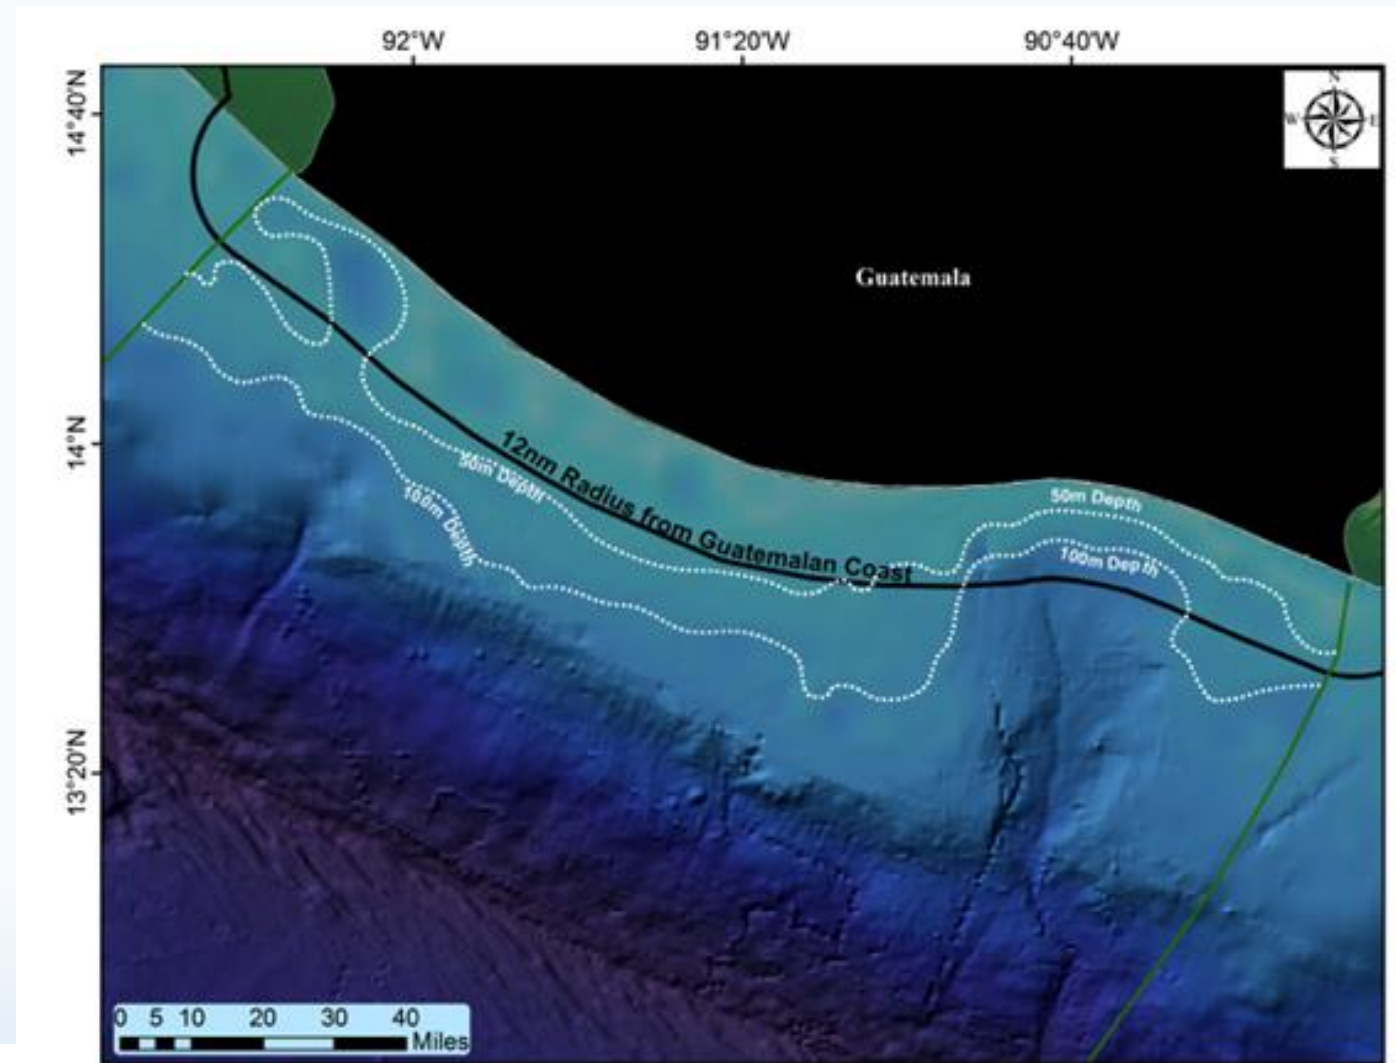 92°W
91°20'W
90°40'W
14°40'N
N
W
E
S
Guatemala
14°N
12nm Radius from Guatemalan Coast
50m Depth
100m Depth
50m Depth
100m Depth
13°20'N
0 5 10 20 30 40
Miles